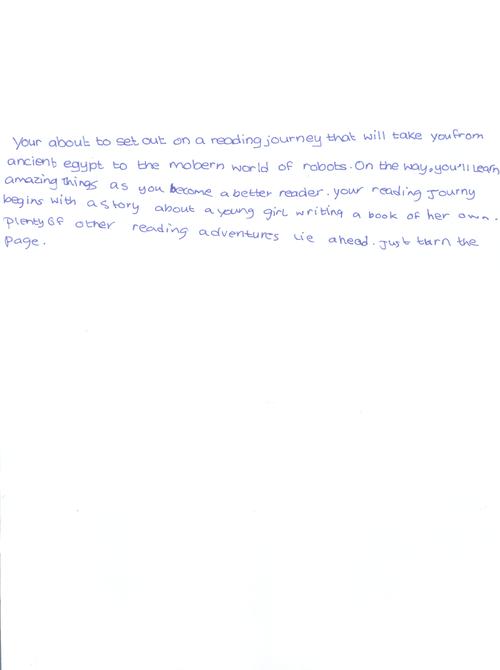 Your about to set out on a reading journey that will take you from
ancient egypt to the mobern world of robots. On the way, you'll learn
amazing things as you become a better reader. your reading Journy
begins with a story about a young girl writing a book of her own.
Plenty of other reading adventures lie ahead. Just turn the
Page.